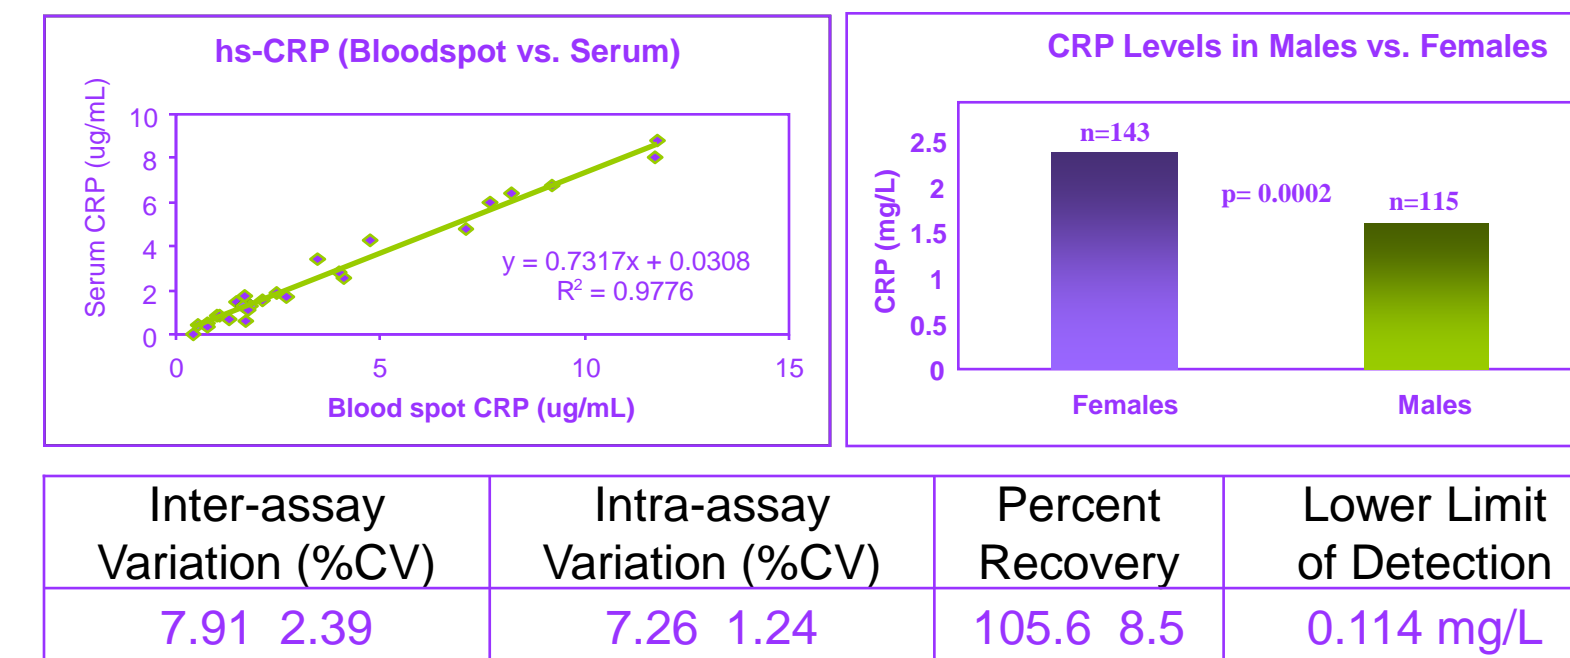 hs-CRP (Bloodspot vs. Serum)
Serum CRP (ug/mL)
10
8
6
4
2
0
y = 0.7317x + 0.0308
R² = 0.9776
0 5 10 15
Blood spot CRP (ug/mL)
CRP Levels in Males vs. Females
CRP (mg/L)
2.5
2
1.5
1
0.5
0
n=143
p= 0.0002
n=115
Females Males
Inter-assay
Variation (%CV)
Intra-assay
Variation (%CV)
Percent
Recovery
Lower Limit
of Detection
7.91 2.39
7.26 1.24
105.6 8.5
0.114 mg/L